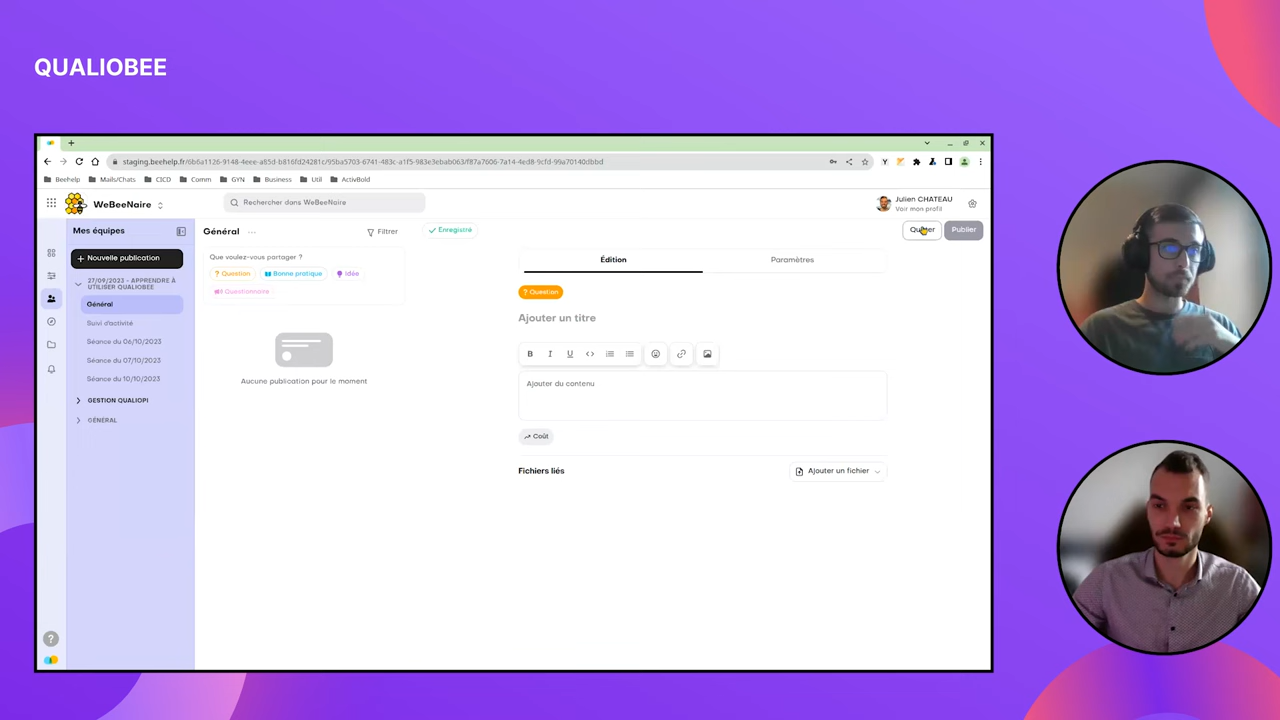 QUALIOBEE
staging.beehelp.fr/6b6a1126-9148-4eee-a85d-b816fd24281c/95ba5703-6741-483c-a1f5-983e3ebab063/f87a7606-7a14-4ed8-9cfd-99a70140dbbd
Beehelp Mails/Chats CICD Comm GYN Business Util ActivBold
WeBeeNaire
Rechercher dans WeBeeNaire
Julien CHATEAU
Voir mon profil
Mes équipes
Général
Filtrer
Enregistré
Publier
+ Nouvelle publication
27/09/2023 - APPRENDRE À
UTILISER QUALIOBEE
Général
Suivi d'activité
Séance du 06/10/2023
Séance du 07/10/2023
Séance du 10/10/2023
GESTION QUALIOPI
GÉNÉRAL
Que voulez-vous partager ?
? Question Bonne pratique Idée
Questionnaire
Aucune publication pour le moment
Édition Paramètres
? Question
Ajouter un titre
B I U
Ajouter du contenu
Coût
Fichiers liés
Ajouter un fichier
?